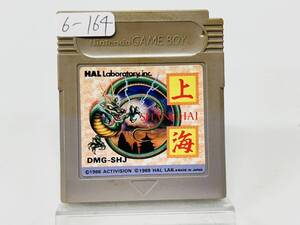 6-164
Nintendo GAME BOY
HAL Laboratory inc.
上
SHANGHAI
海
DMG-SHJ
©1986 ACTIVISION ©1989 HAL LAB. MADE IN JAPAN